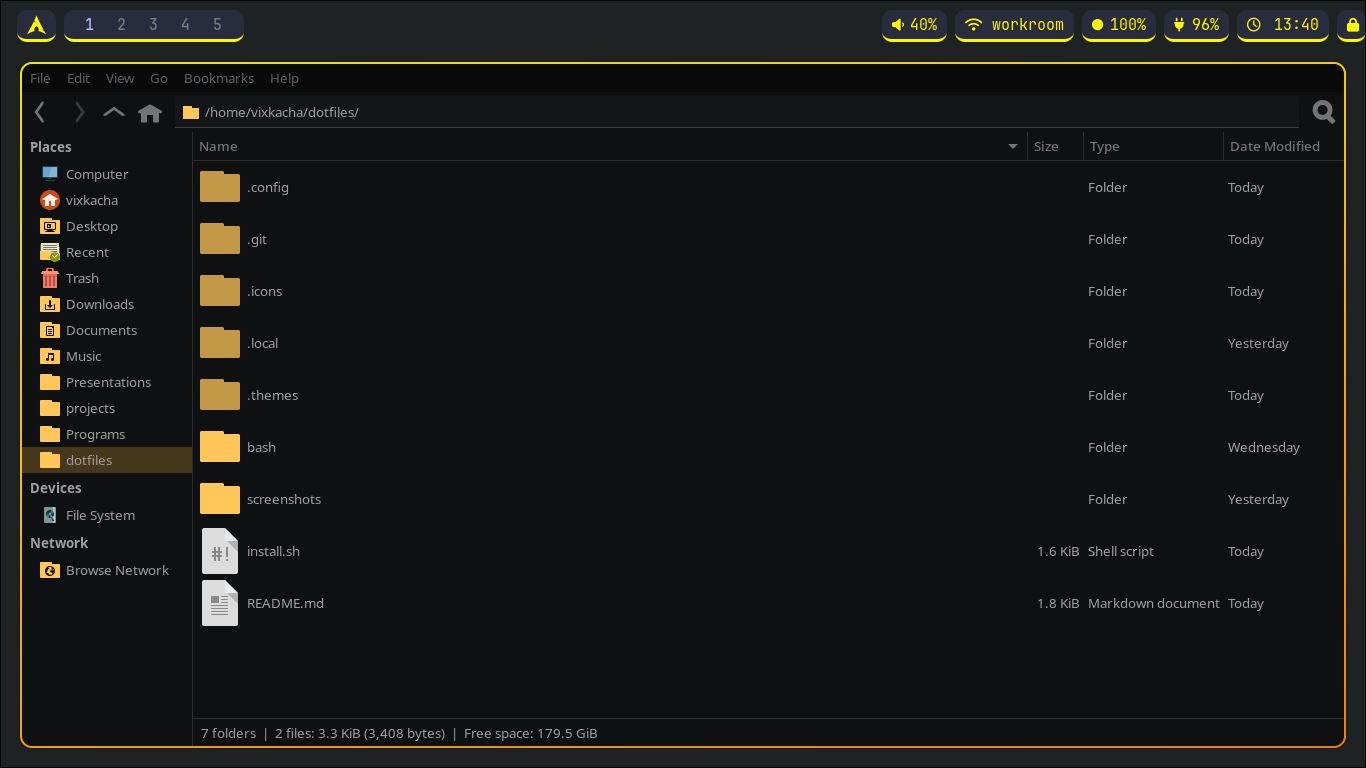 1 2 3 4 5 40% workroom 100% 96% 13:40
File Edit View Go Bookmarks Help
/home/vixkacha/dotfiles/
Places
Computer
vixkacha
Desktop
Recent
Trash
Downloads
Documents
Music
Presentations
projects
Programs
dotfiles
Devices
File System
Network
Browse Network
Name Size Type Date Modified
.config Folder Today
.git Folder Today
.icons Folder Today
.local Folder Yesterday
.themes Folder Today
bash Folder Wednesday
screenshots Folder Yesterday
#! install.sh 1.6 KiB Shell script Today
README.md 1.8 KiB Markdown document Today
7 folders | 2 files: 3.3 KiB (3,408 bytes) | Free space: 179.5 GiB